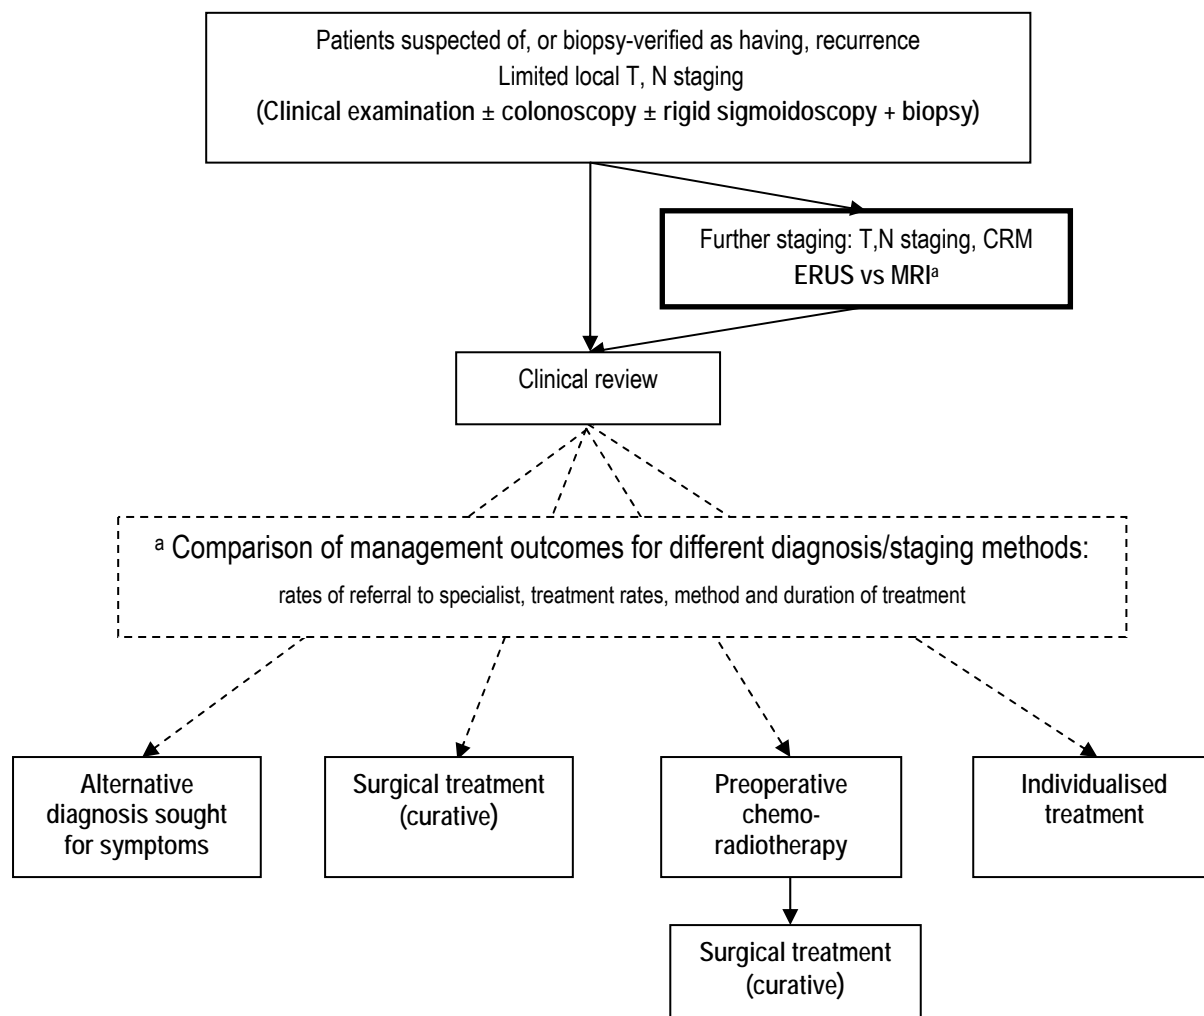 Patients suspected of, or biopsy-verified as having, recurrence
Limited local T, N staging
(Clinical examination ± colonoscopy ± rigid sigmoidoscopy + biopsy)
Further staging: T,N staging, CRM
ERUS vs MRIᵃ
Clinical review
ᵃ Comparison of management outcomes for different diagnosis/staging methods:
rates of referral to specialist, treatment rates, method and duration of treatment
Alternative
diagnosis sought
for symptoms
Surgical treatment
(curative)
Preoperative
chemo-
radiotherapy
Individualised
treatment
Surgical treatment
(curative)